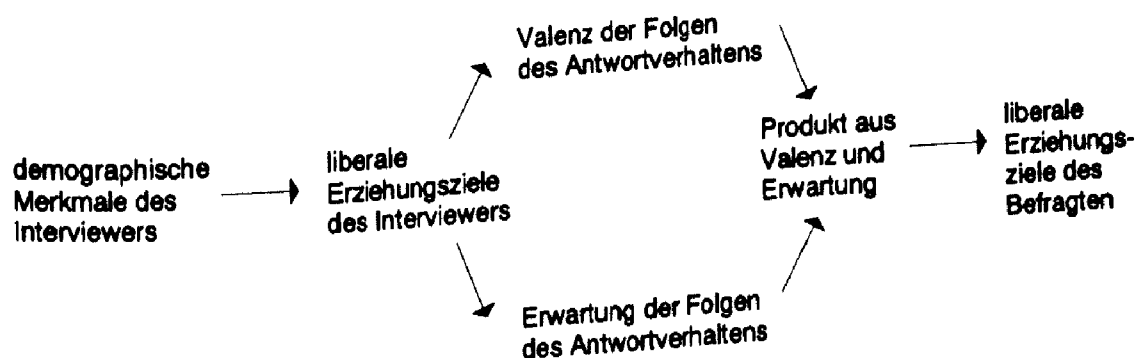 demographische
Merkmale des
Interviewers
liberale
Erziehungsziele
des Interviewers
Valenz der Folgen
des Antwortverhaltens
Erwartung der Folgen
des Antwortverhaltens
Produkt aus
Valenz und
Erwartung
liberale
Erziehungs-
ziele des
Befragten